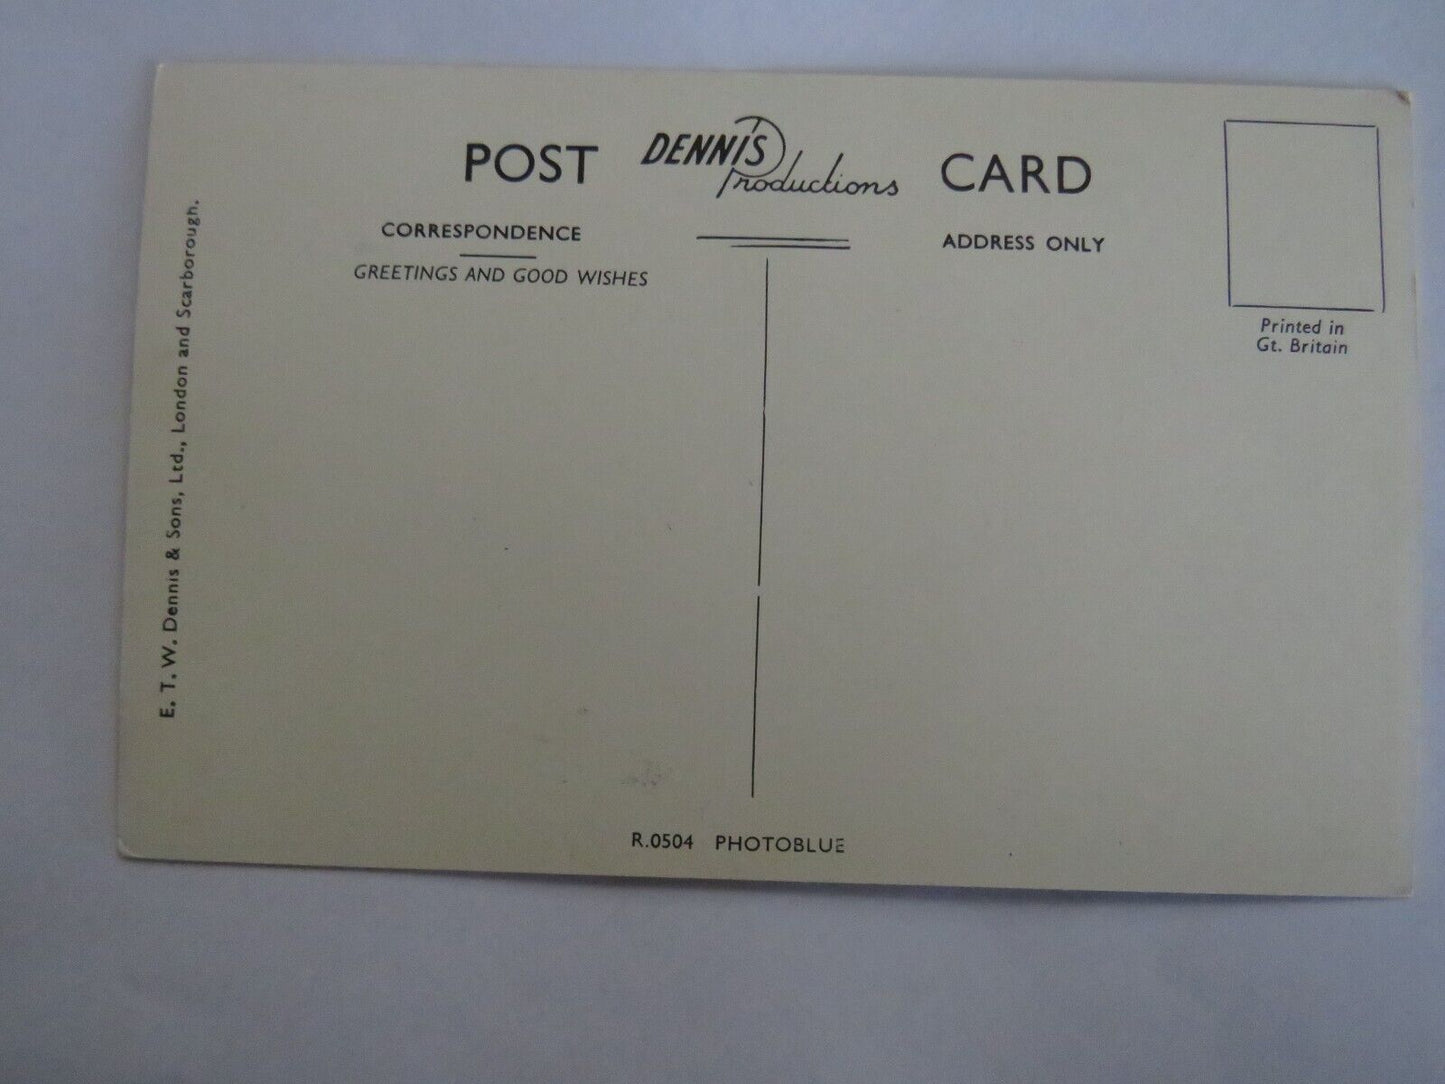 POST DENNIS Productions CARD
CORRESPONDENCE
GREETINGS AND GOOD WISHES
ADDRESS ONLY
Printed in
Gt. Britain
E. T. W. Dennis & Sons, Ltd., London and Scarborough.
R.0504 PHOTOBLUE